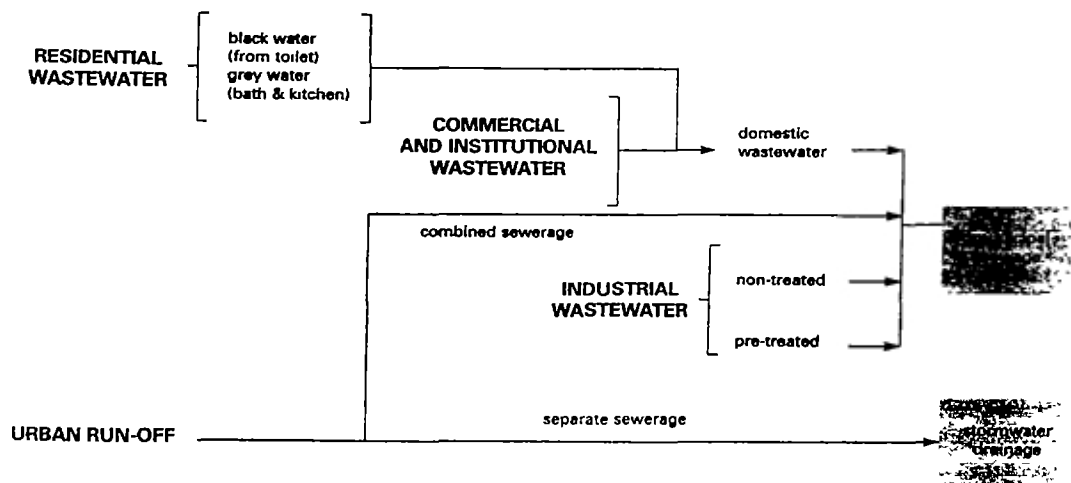 RESIDENTIAL
WASTEWATER
black water
(from toilet)
grey water
(bath & kitchen)
COMMERCIAL
AND INSTITUTIONAL
WASTEWATER
domestic
wastewater
combined sewerage
INDUSTRIAL
WASTEWATER
non-treated
pre-treated
URBAN RUN-OFF
separate sewerage
stormwater
drainage